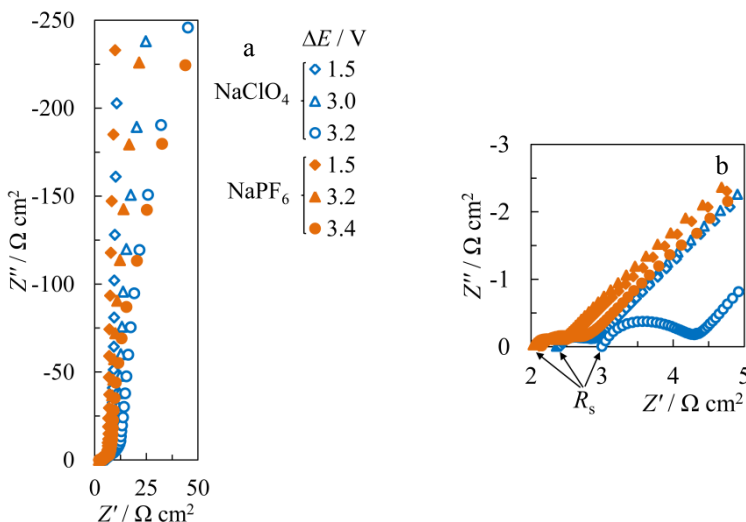 -250
-200
-150
-100
-50
0
0 25 50
Z'' / Ω cm²
Z' / Ω cm²
a
ΔE / V
NaClO₄
1.5
3.0
3.2
NaPF₆
1.5
3.2
3.4
b
-3
-2
-1
0
2 3 4 5
Z'' / Ω cm²
Rₛ
Z' / Ω cm²